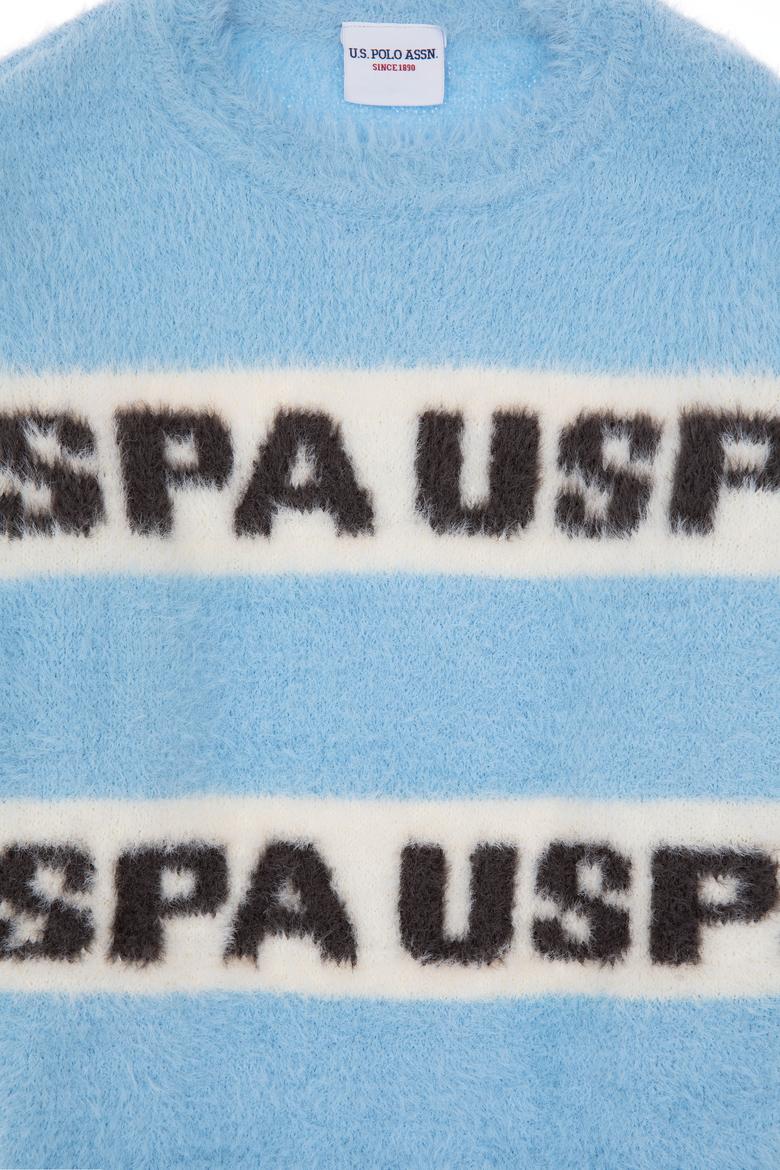 U.S. POLO ASSN.
SINCE 1890
SPA USP
SPA USP